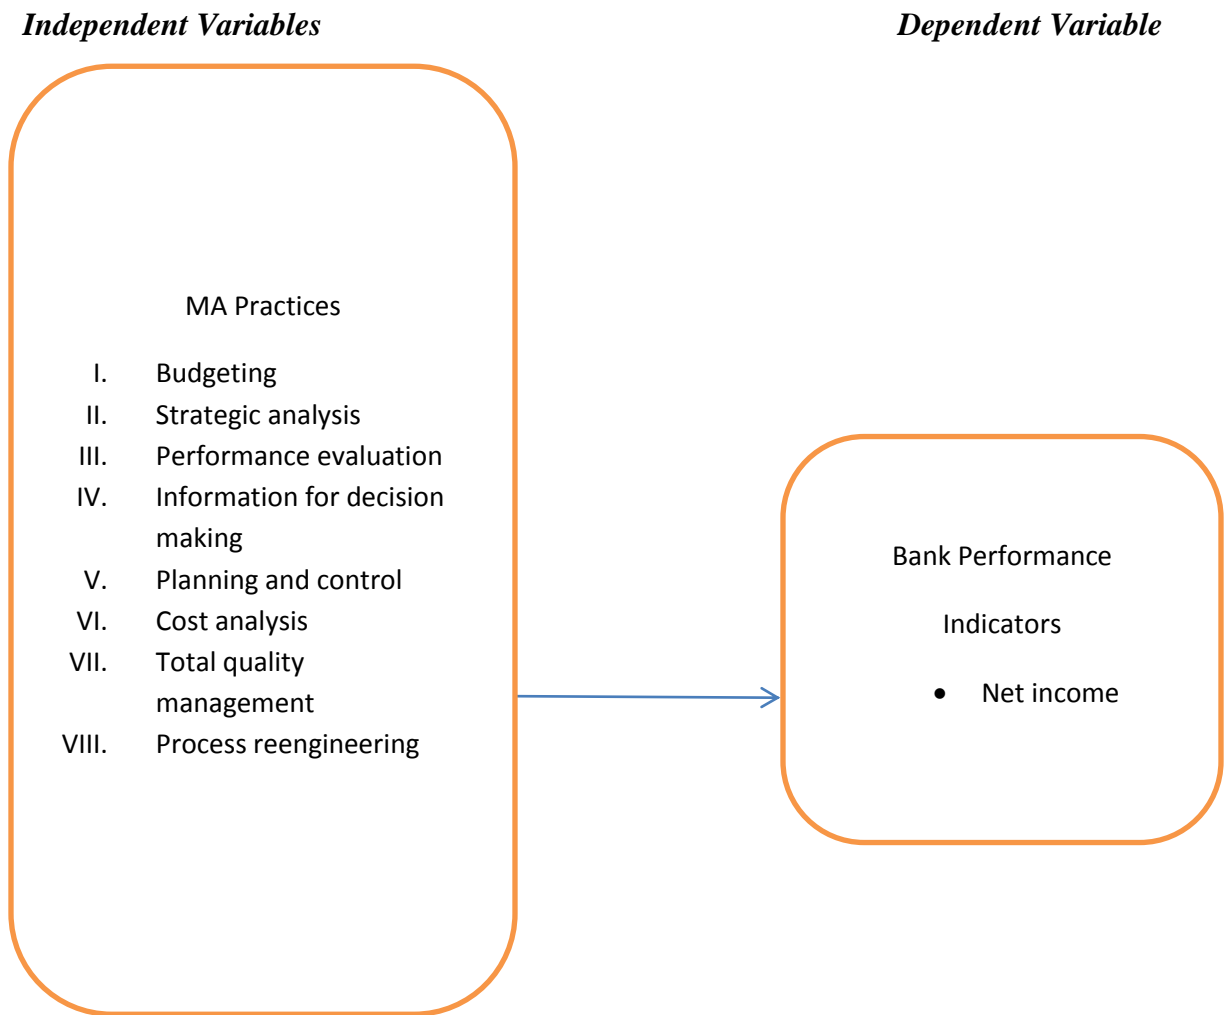 Independent Variables
Dependent Variable
MA Practices
I. Budgeting
II. Strategic analysis
III. Performance evaluation
IV. Information for decision
making
V. Planning and control
VI. Cost analysis
VII. Total quality
management
VIII. Process reengineering
Bank Performance
Indicators
• Net income